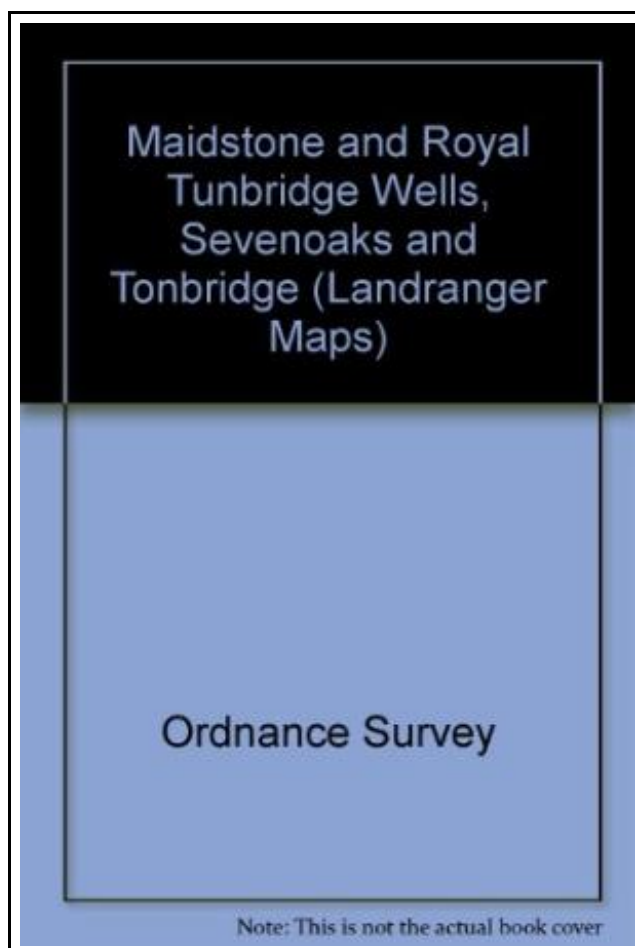 Maidstone and Royal
Tunbridge Wells,
Sevenoaks and
Tonbridge (Landranger
Maps)
Ordnance Survey
Note: This is not the actual book cover